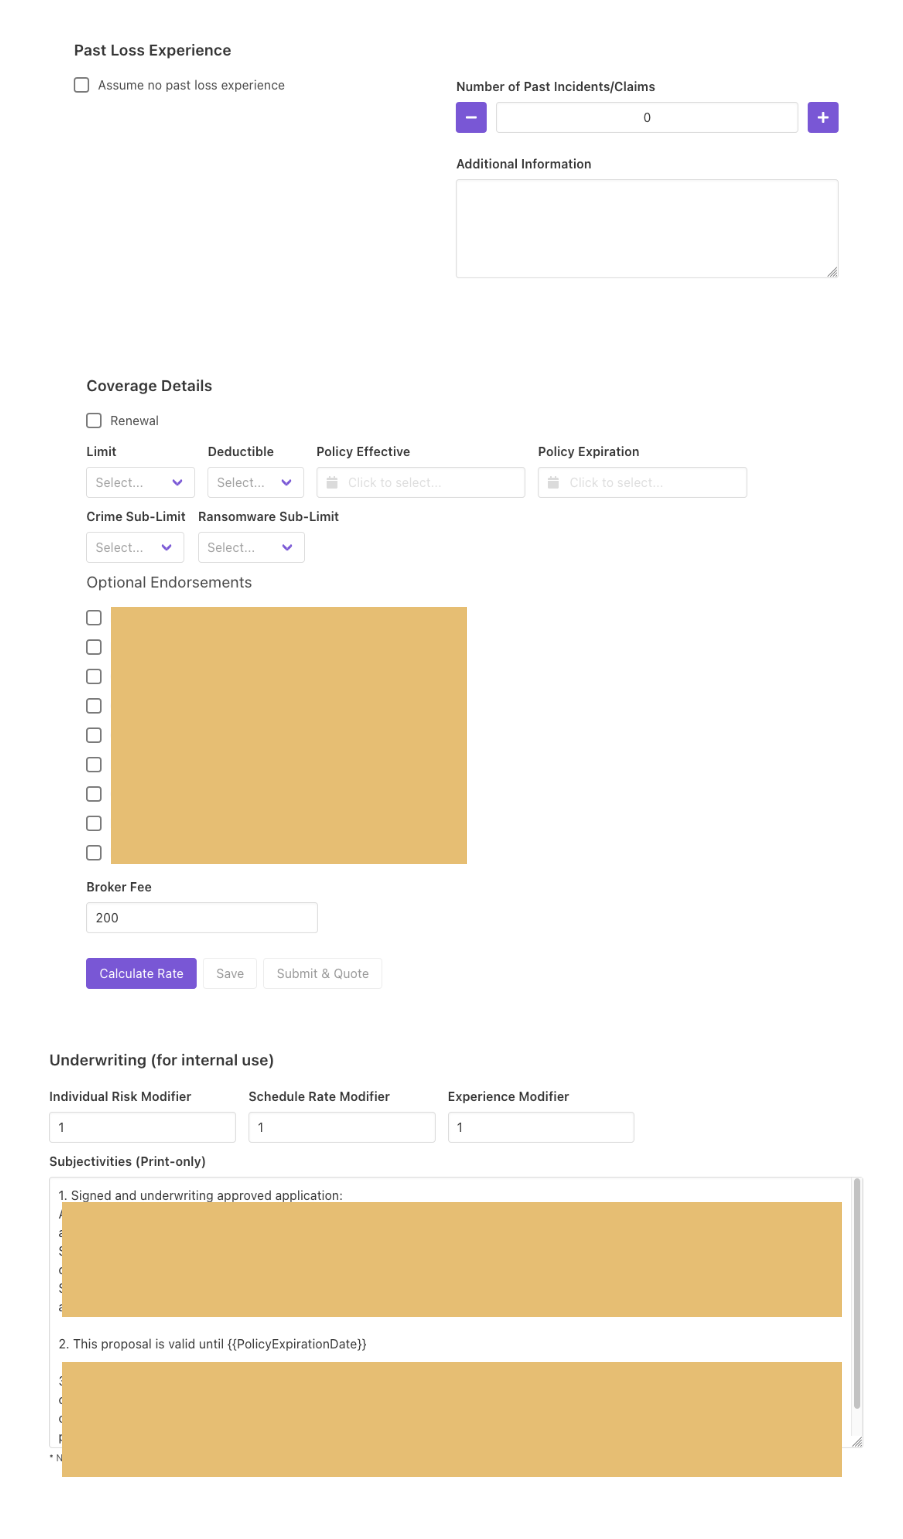 Past Loss Experience
Assume no past loss experience
Number of Past Incidents/Claims
0
Additional Information
Coverage Details
Renewal
Limit Deductible Policy Effective Policy Expiration
Select... Select... Click to select... Click to select...
Crime Sub-Limit Ransomware Sub-Limit
Select... Select...
Optional Endorsements
Broker Fee
200
Calculate Rate Save Submit & Quote
Underwriting (for internal use)
Individual Risk Modifier Schedule Rate Modifier Experience Modifier
1 1 1
Subjectivities (Print-only)
1. Signed and underwriting approved application:
2. This proposal is valid until {{PolicyExpirationDate}}